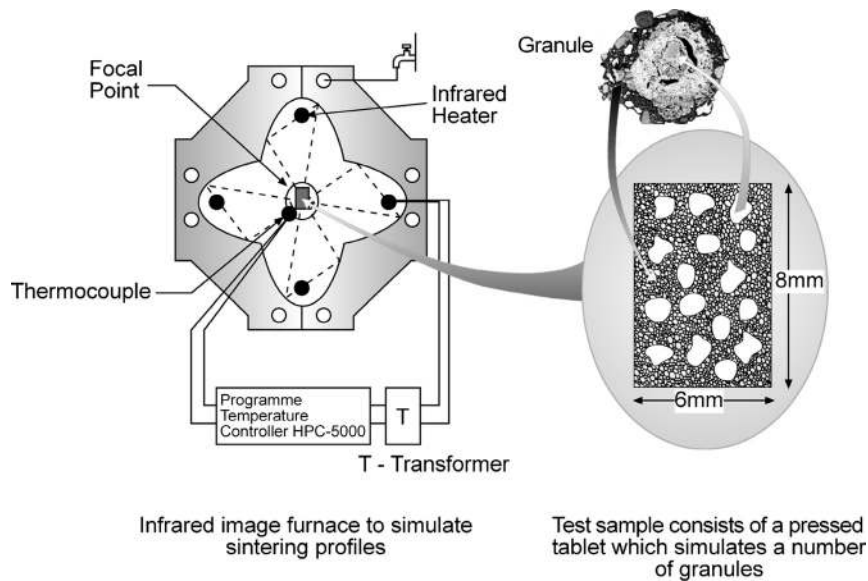 Focal
Point
Infrared
Heater
Thermocouple
Programme
Temperature
Controller HPC-5000
T
T - Transformer
Infrared image furnace to simulate
sintering profiles
Granule
8mm
6mm
Test sample consists of a pressed
tablet which simulates a number
of granules